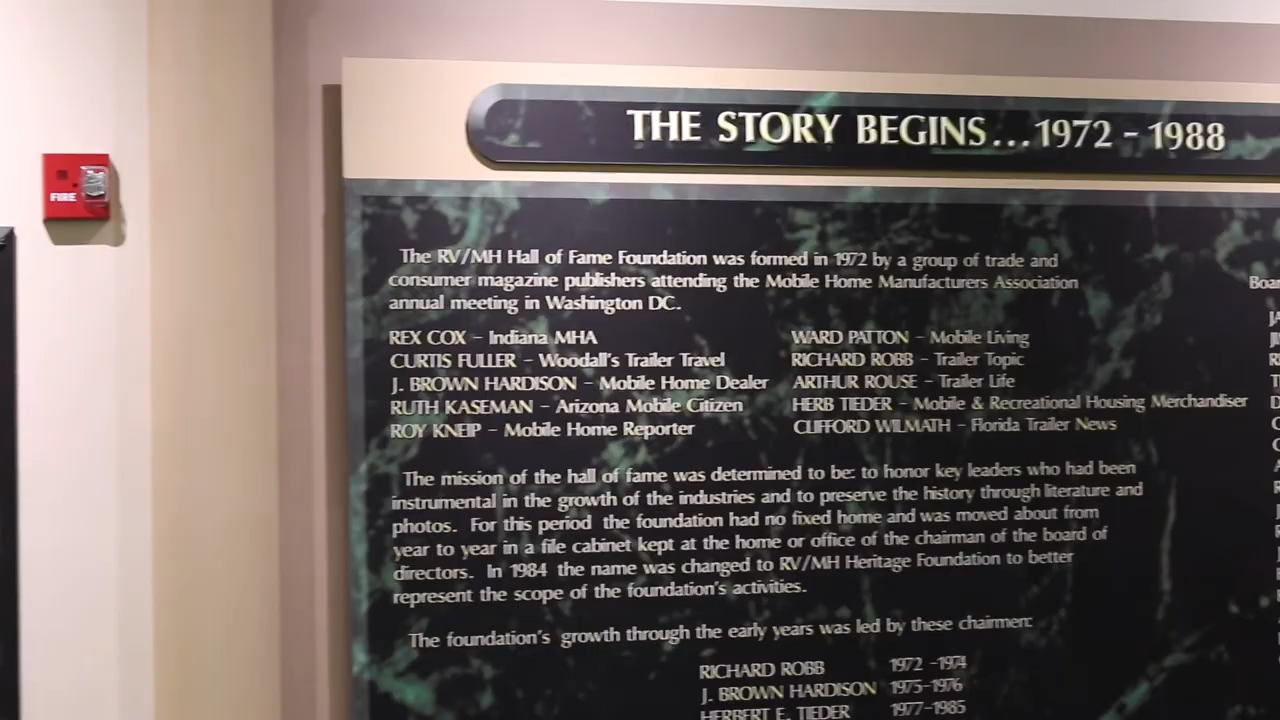 FIRE
THE STORY BEGINS...1972 - 1988
The RV/MH Hall of Fame Foundation was formed in 1972 by a group of trade and
consumer magazine publishers attending the Mobile Home Manufacturers Association
annual meeting in Washington DC.
REX COX - Indiana MHA
CURTIS FULLER - Woodall's Trailer Travel
J. BROWN HARDISON - Mobile Home Dealer
RUTH KASEMAN - Arizona Mobile Citizen
ROY KNEIP - Mobile Home Reporter
WARD PATTON - Mobile Living
RICHARD ROBB - Trailer Topic
ARTHUR ROUSE - Trailer Life
HERB TIEDER - Mobile & Recreational Housing Merchandiser
CLIFFORD WILMATH - Florida Trailer News
The mission of the hall of fame was determined to be: to honor key leaders who had been
instrumental in the growth of the industries and to preserve the history through literature and
photos. For this period the foundation had no fixed home and was moved about from
year to year in a file cabinet kept at the home or office of the chairman of the board of
directors. In 1984 the name was changed to RV/MH Heritage Foundation to better
represent the scope of the foundation's activities.
The foundation's growth through the early years was led by these chairmen:
RICHARD ROBB 1972 -1974
J. BROWN HARDISON 1975-1976
HERBERT E. TIEDER 1977-1985